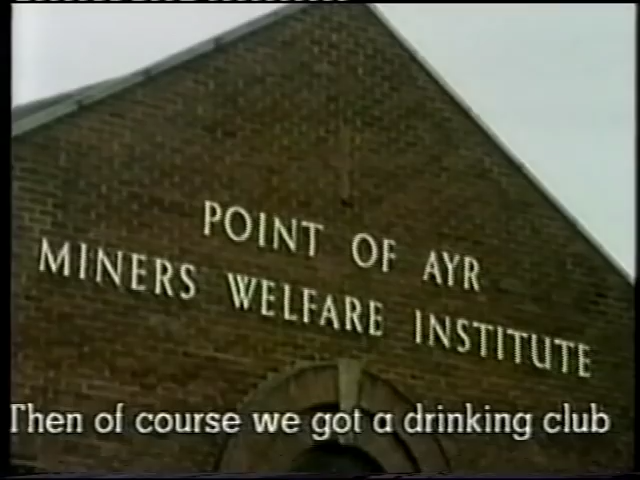 POINT OF AYR
MINERS WELFARE INSTITUTE
Then of course we got a drinking club